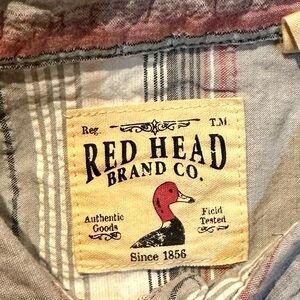 Reg. T.M
RED HEAD
BRAND CO.
Authentic Goods
Field Tested
Since 1856